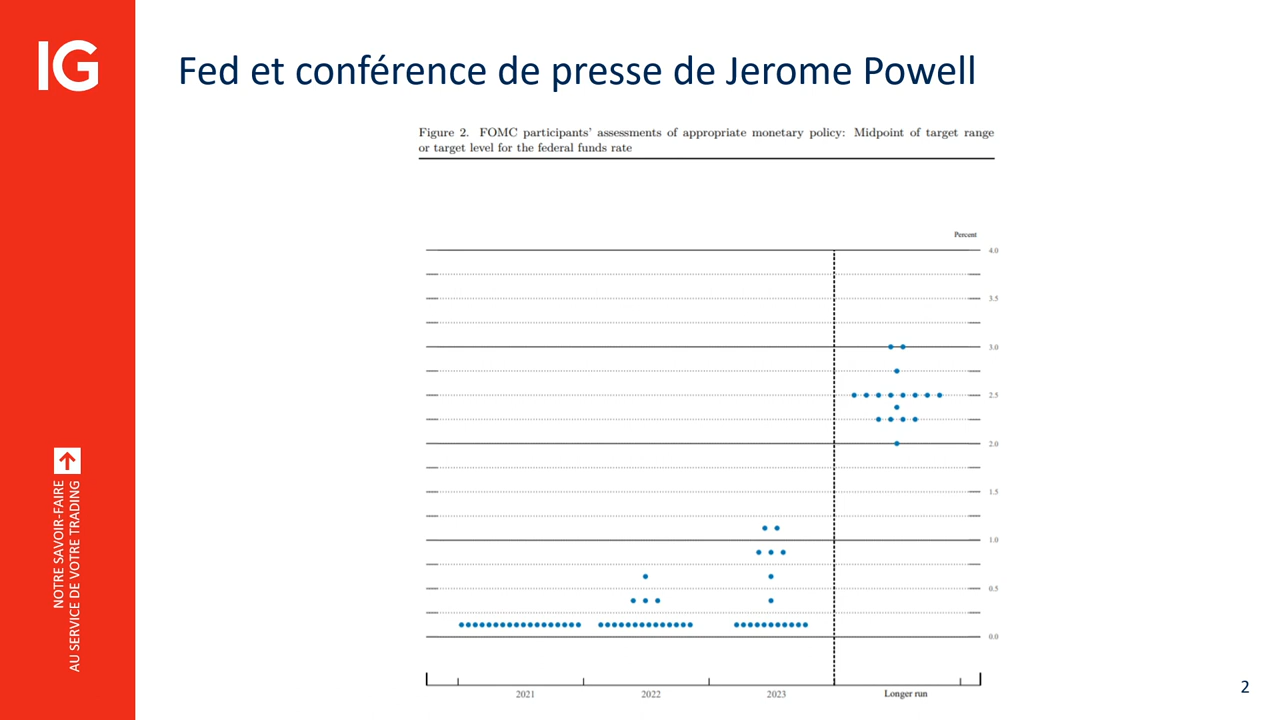 IG
Fed et conférence de presse de Jerome Powell
Figure 2. FOMC participants' assessments of appropriate monetary policy: Midpoint of target range
or target level for the federal funds rate
Percent
4.0
3.5
3.0
2.5
2.0
1.5
1.0
0.5
0.0
2021
2022
2023
Longer run
NOTRE SAVOIR-FAIRE
AU SERVICE DE VOTRE TRADING
2